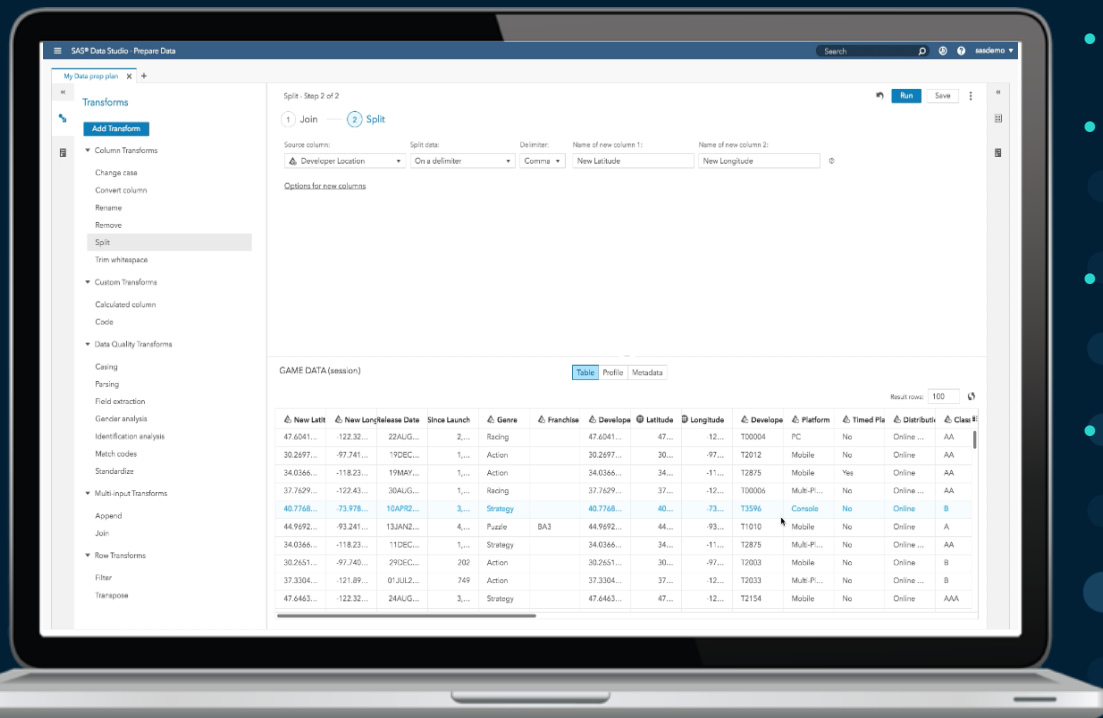 SAS® Data Studio - Prepare Data
Search
sasdemo
My Data prep plan X +
Transforms
Add Transform
Column Transforms
Change case
Convert column
Rename
Remove
Split
Trim whitespace
Custom Transforms
Calculated column
Code
Data Quality Transforms
Casing
Parsing
Field extraction
Gender analysis
Identification analysis
Match codes
Standardize
Multi-input Transforms
Append
Join
Row Transforms
Filter
Transpose
Split - Step 2 of 2
Run Save
1 Join 2 Split
Source column: Split data: Delimiter: Name of new column 1: Name of new column 2:
Developer Location On a delimiter Comma New Latitude New Longitude
Options for new columns
GAME DATA (session)
Table Profile Metadata
Result rows: 100
New Latit New Long Release Date Since Launch Genre Franchise Develope Latitude Longitude Develope Platform Timed Pla Distributi Class
47.6041... -122.32... 22AUG... 2,... Racing 47.6041... 47... -12... T00004 PC No Online ... AA
30.2697... -97.741... 19DEC... 1,... Action 30.2697... 30... -97... T2012 Mobile No Online AA
34.0366... -118.23... 19MAY... 1,... Action 34.0366... 34... -11... T2875 Mobile Yes Online AA
37.7629... -122.43... 30AUG... 1,... Racing 37.7629... 37... -12... T00006 Multi-Pl... No Online ... AA
40.7768... -73.978... 10APR2... 3,... Strategy 40.7768... 40... -73... T3596 Console No Online B
44.9692... -93.241... 13JAN2... 4,... Puzzle BA3 44.9692... 44... -93... T1010 Mobile No Online A
34.0366... -118.23... 11DEC... 1,... Strategy 34.0366... 34... -11... T2875 Multi-Pl... No Online ... AA
30.2651... -97.740... 29DEC... 202 Action 30.2651... 30... -97... T2003 Mobile No Online B
37.3304... -121.89... 01JUL2... 749 Action 37.3304... 37... -12... T2033 Multi-Pl... No Online ... B
47.6463... -122.32... 24AUG... 3,... Strategy 47.6463... 47... -12... T2154 Mobile No Online AAA